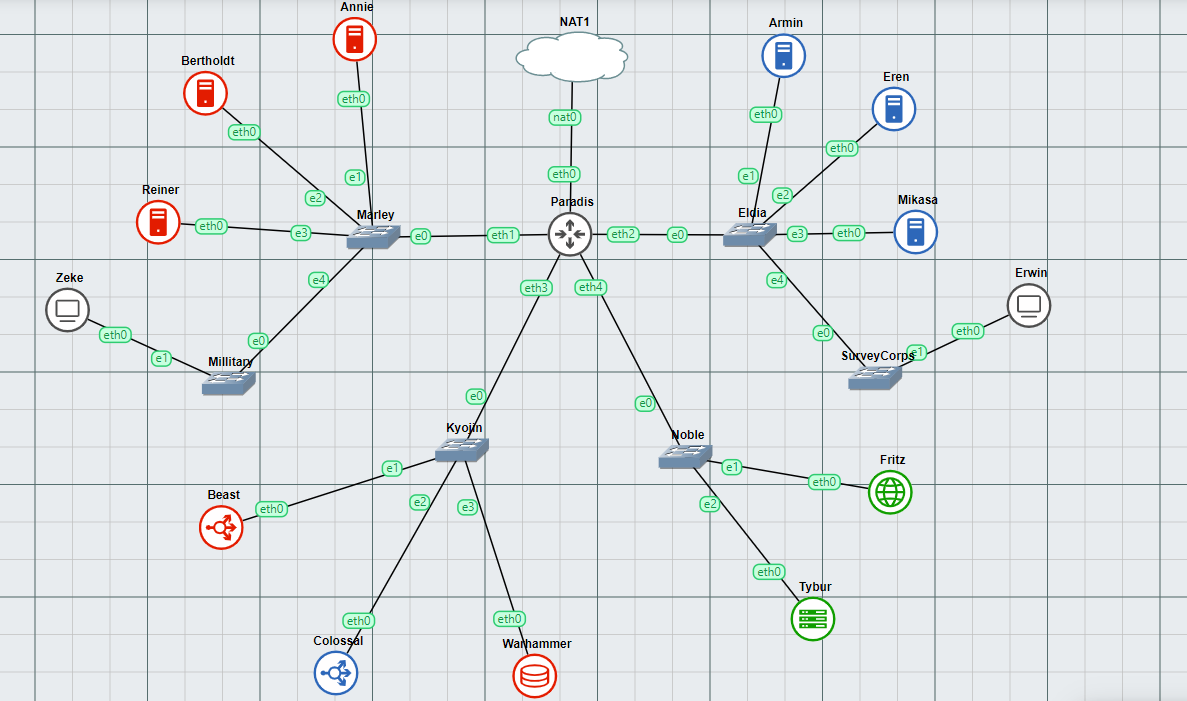 Annie
NAT1
Armin
Bertholdt
Eren
eth0
eth0
nat0
eth0
eth0
eth0
e1
eth0
e1
Reiner
e2
e2
Mikasa
Paradis
Marley
Eldia
eth0
e3
e0
eth1
eth2
e0
e3
eth0
Zeke
e4
eth3
eth4
e4
Erwin
eth0
e1
e0
e0
eth0
e1
Millitary
SurveyCorps
e0
e0
Kyojin
Noble
e1
e1
Fritz
eth0
Beast
eth0
e2
e3
e2
eth0
Tybur
eth0
eth0
Colossal
Warhammer